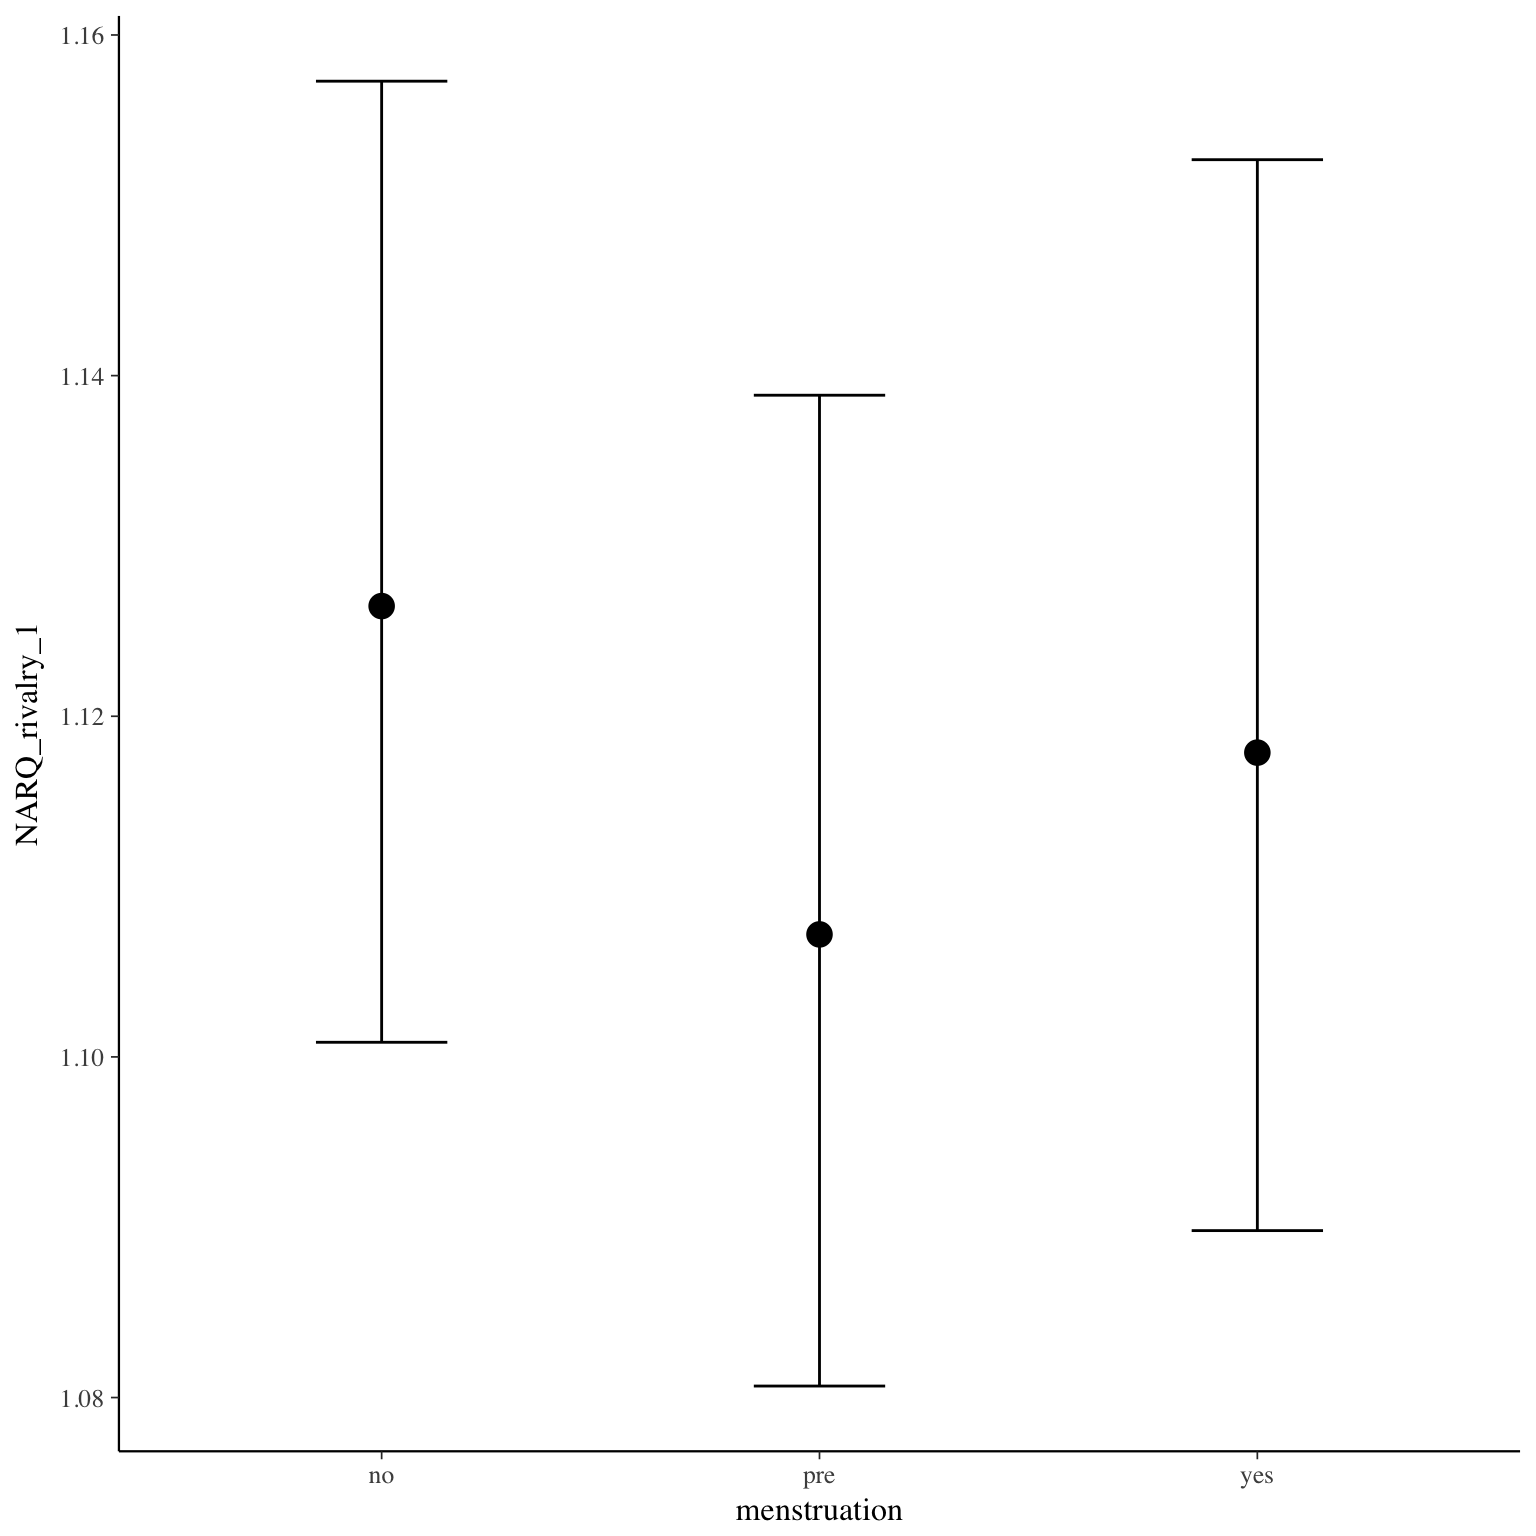 1.16
1.14
1.12
1.10
1.08
NARQ_rivalry_1
no pre yes
menstruation